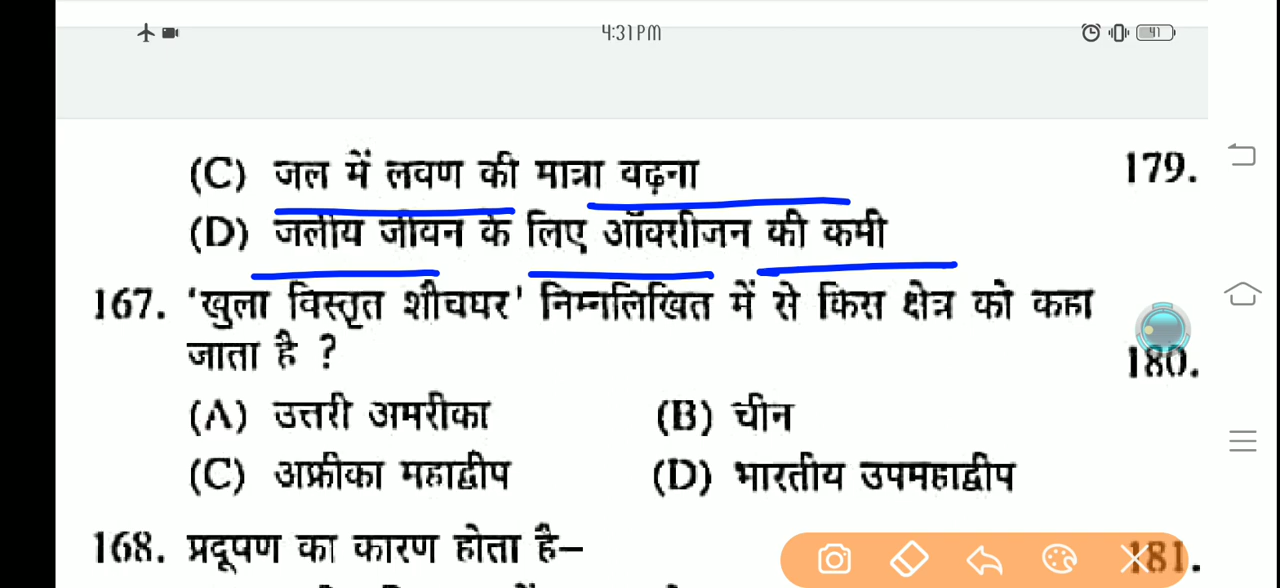 4:31 PM
41
(C) जल में लवण की मात्रा बढ़ना
179.
(D) जलीय जीवन के लिए ऑक्सीजन की कमी
167. 'खुला विस्तृत शौचघर' निम्नलिखित में से किस क्षेत्र को कहा
जाता है ?
180.
(A) उत्तरी अमरीका (B) चीन
(C) अफ्रीका महाद्वीप (D) भारतीय उपमहाद्वीप
168. प्रदूषण का कारण होता है–
181.